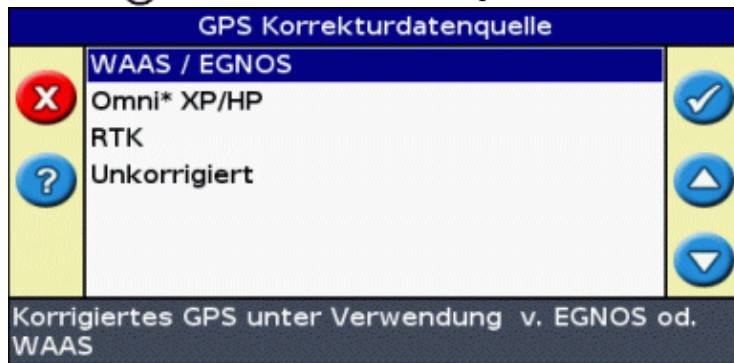 GPS Korrekturdatenquelle
WAAS / EGNOS
Omni* XP/HP
RTK
Unkorrigiert
?
Korrigiertes GPS unter Verwendung v. EGNOS od.
WAAS